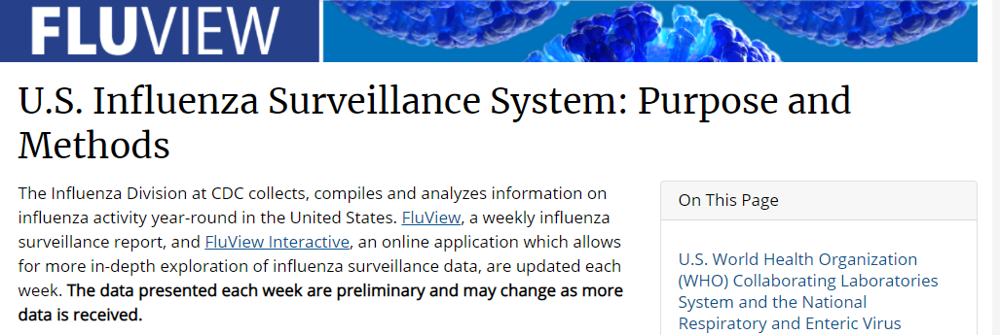 FLUVIEW
U.S. Influenza Surveillance System: Purpose and
Methods
The Influenza Division at CDC collects, compiles and analyzes information on
influenza activity year-round in the United States. FluView, a weekly influenza
surveillance report, and FluView Interactive, an online application which allows
for more in-depth exploration of influenza surveillance data, are updated each
week. The data presented each week are preliminary and may change as more
data is received.
On This Page
U.S. World Health Organization
(WHO) Collaborating Laboratories
System and the National
Respiratory and Enteric Virus